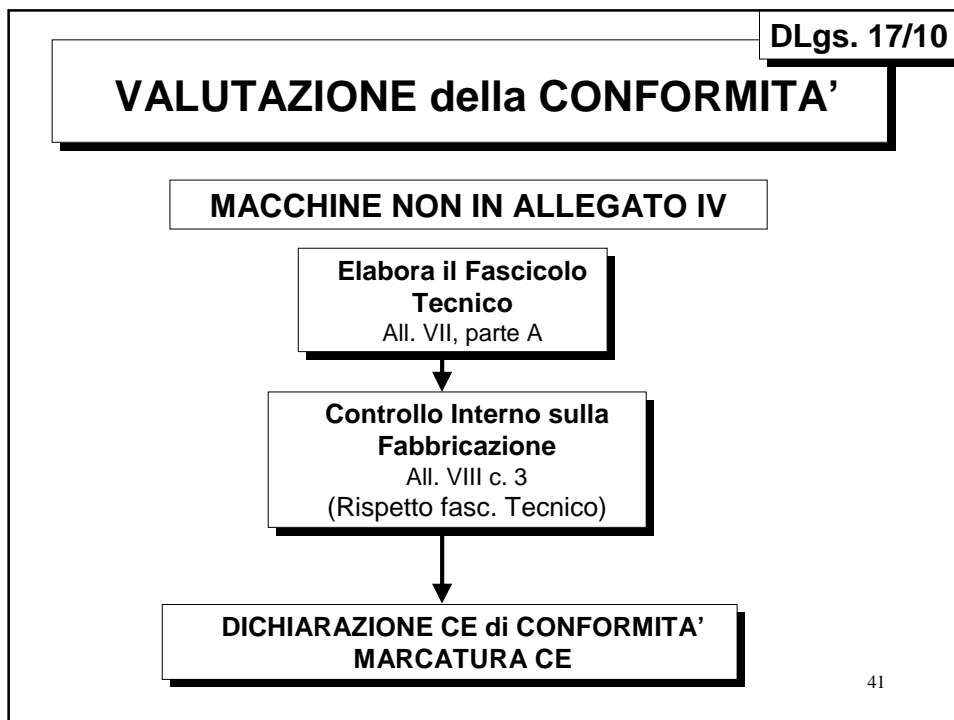 DLgs. 17/10
VALUTAZIONE della CONFORMITA’
MACCHINE NON IN ALLEGATO IV
Elabora il Fascicolo
Tecnico
All. VII, parte A
Controllo Interno sulla
Fabbricazione
All. VIII c. 3
(Rispetto fasc. Tecnico)
DICHIARAZIONE CE di CONFORMITA’
MARCATURA CE
41